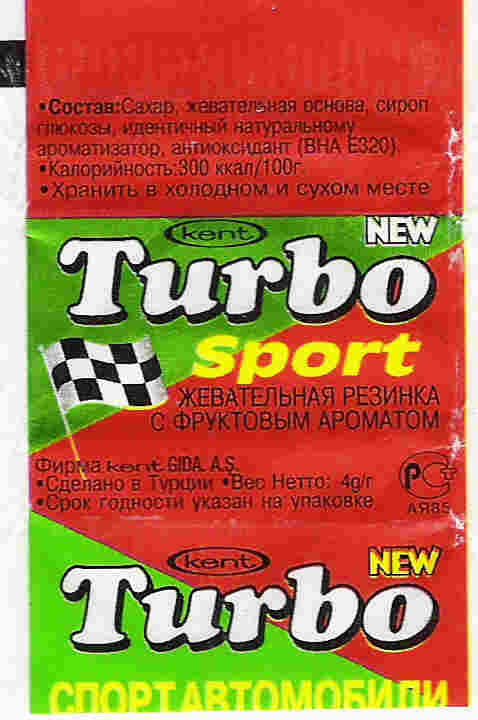 •Состав:Сахар, жевательная основа, сироп
глюкозы, идентичный натуральному
ароматизатор, антиоксидант (ВНА Е320).
•Калорийность:300 ккал/100г
•Хранить в холодном и сухом месте
kent NEW
Turbo
sport
ЖЕВАТЕЛЬНАЯ РЕЗИНКА
С ФРУКТОВЫМ АРОМАТОМ
Фирма kent GIDA. A.Ş.
•Сделано в Турции •Вес Нетто: 4g/г
•Срок годности указан на упаковке
РСТ
АЯ85
kent NEW
Turbo
СПОРТАВТОМОБИЛИ